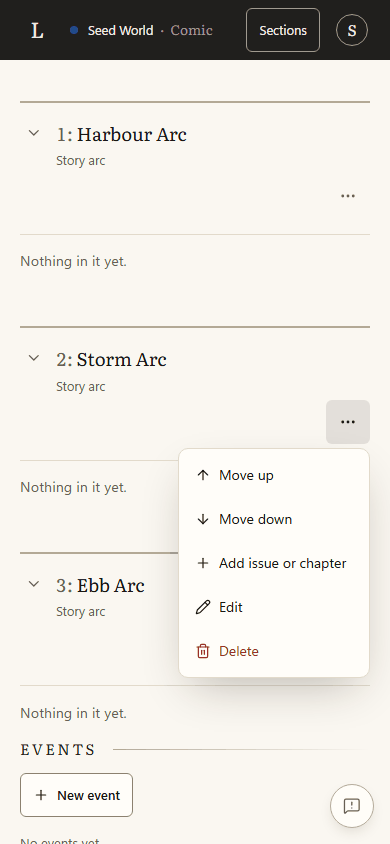 L
Seed World · Comic
Sections
S
1: Harbour Arc
Story arc
Nothing in it yet.
2: Storm Arc
Story arc
Nothing in it yet.
Move up
Move down
Add issue or chapter
Edit
Delete
3: Ebb Arc
Story arc
Nothing in it yet.
EVENTS
New event
No events yet